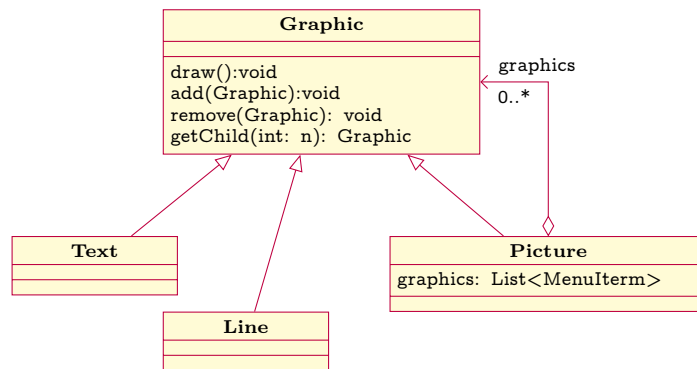 Graphic
draw():void
add(Graphic):void
remove(Graphic): void
getChild(int: n): Graphic
graphics
0..*
Text
Picture
graphics: List<MenuIterm>
Line